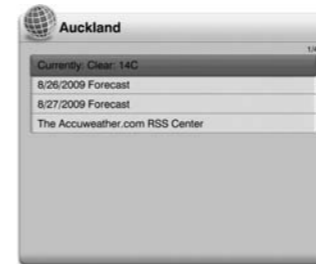 Auckland
1/4
Currently: Clear: 14C
8/26/2009 Forecast
8/27/2009 Forecast
The Accuweather.com RSS Center